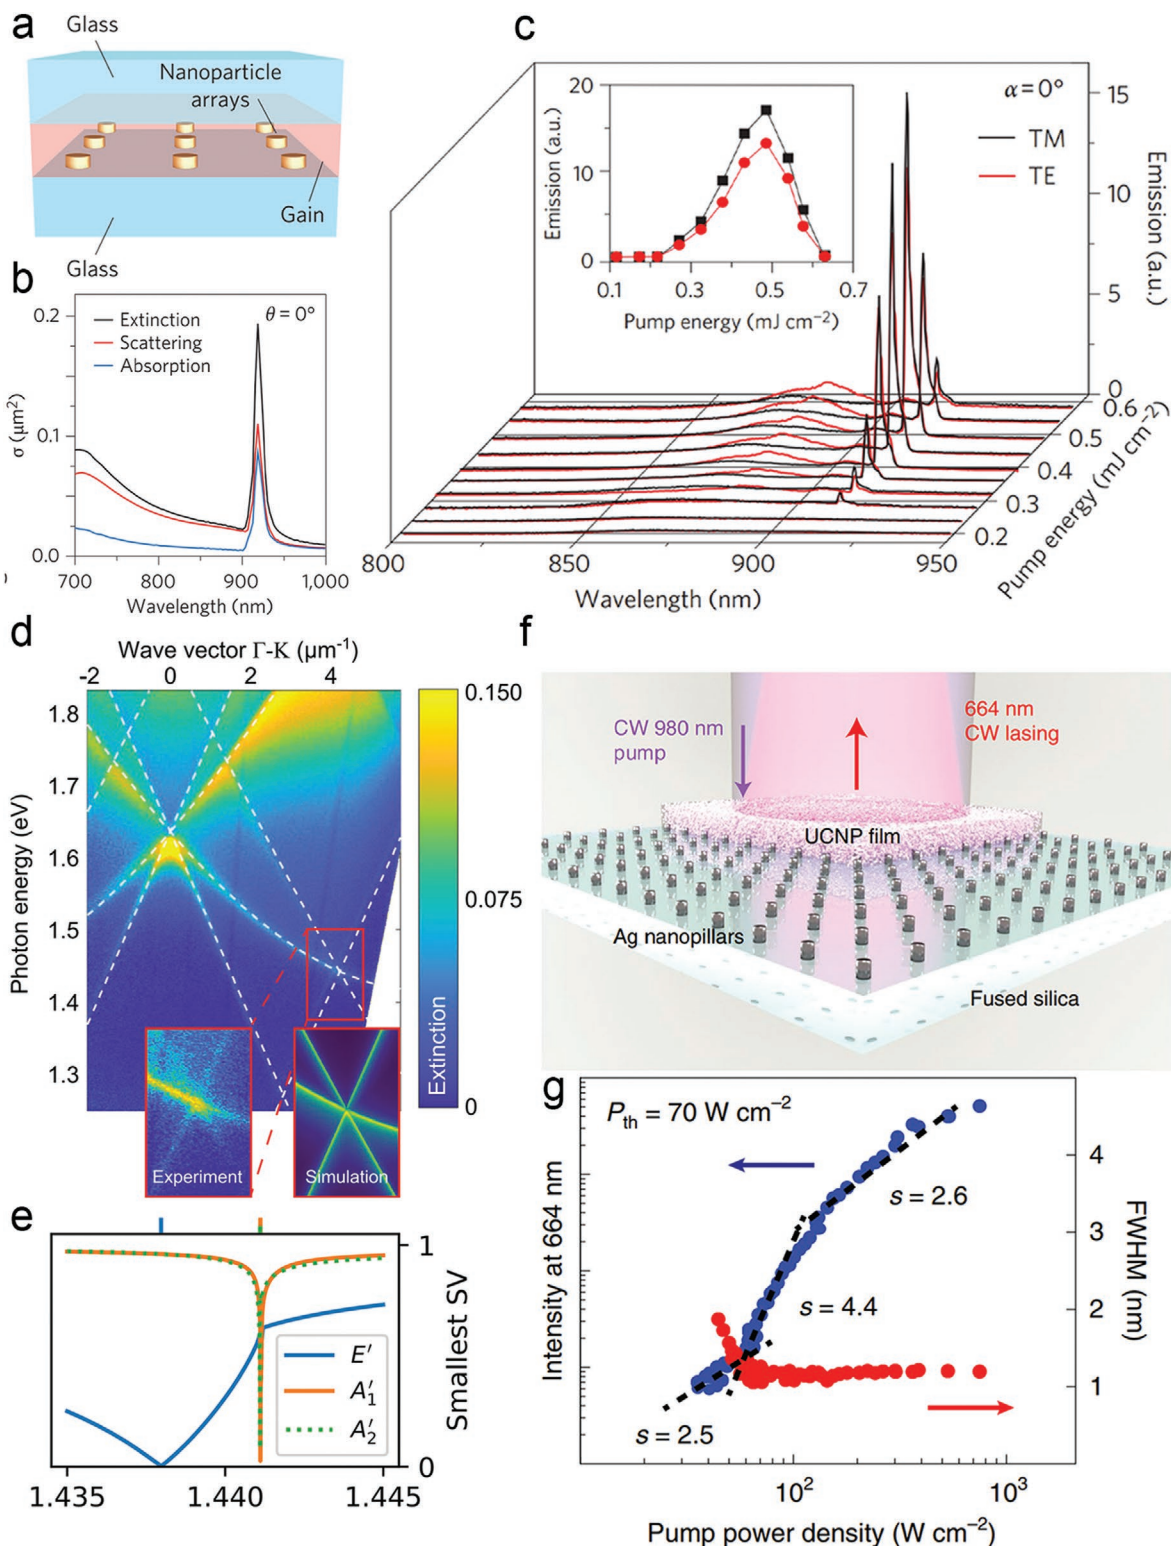 a
Glass
Nanoparticle
arrays
Gain
Glass
b
σ (μm²)
0.2
0.1
0.0
Extinction
Scattering
Absorption
θ = 0°
700
800
900
1,000
Wavelength (nm)
c
α = 0°
TM
TE
Emission (a.u.)
20
10
0
0.1
0.3
0.5
0.7
Pump energy (mJ cm⁻²)
15
10
5
0
Emission (a.u.)
0.6
0.5
0.4
0.3
0.2
Pump energy (mJ cm⁻²)
800
850
900
950
Wavelength (nm)
d
Wave vector Γ-K (μm⁻¹)
-2
0
2
4
Photon energy (eV)
1.8
1.7
1.6
1.5
1.4
1.3
Experiment
Simulation
Extinction
0.150
0.075
0
e
E′
A′₁
A′₂
1
0
Smallest SV
1.435
1.440
1.445
f
CW 980 nm
pump
664 nm
CW lasing
UCNP film
Ag nanopillars
Fused silica
g
Pth = 70 W cm⁻²
Intensity at 664 nm
s = 2.6
s = 4.4
s = 2.5
4
3
2
1
FWHM (nm)
10²
10³
Pump power density (W cm⁻²)